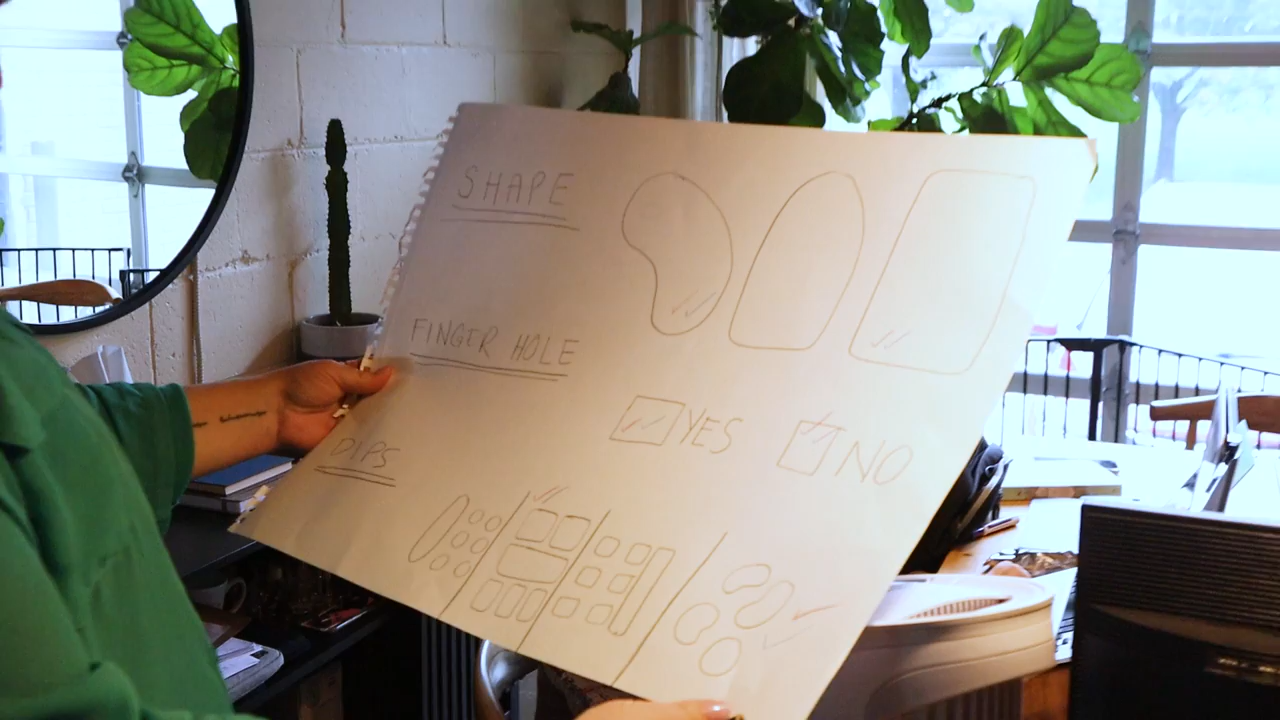 SHAPE
FINGER HOLE
YES NO
DIPS